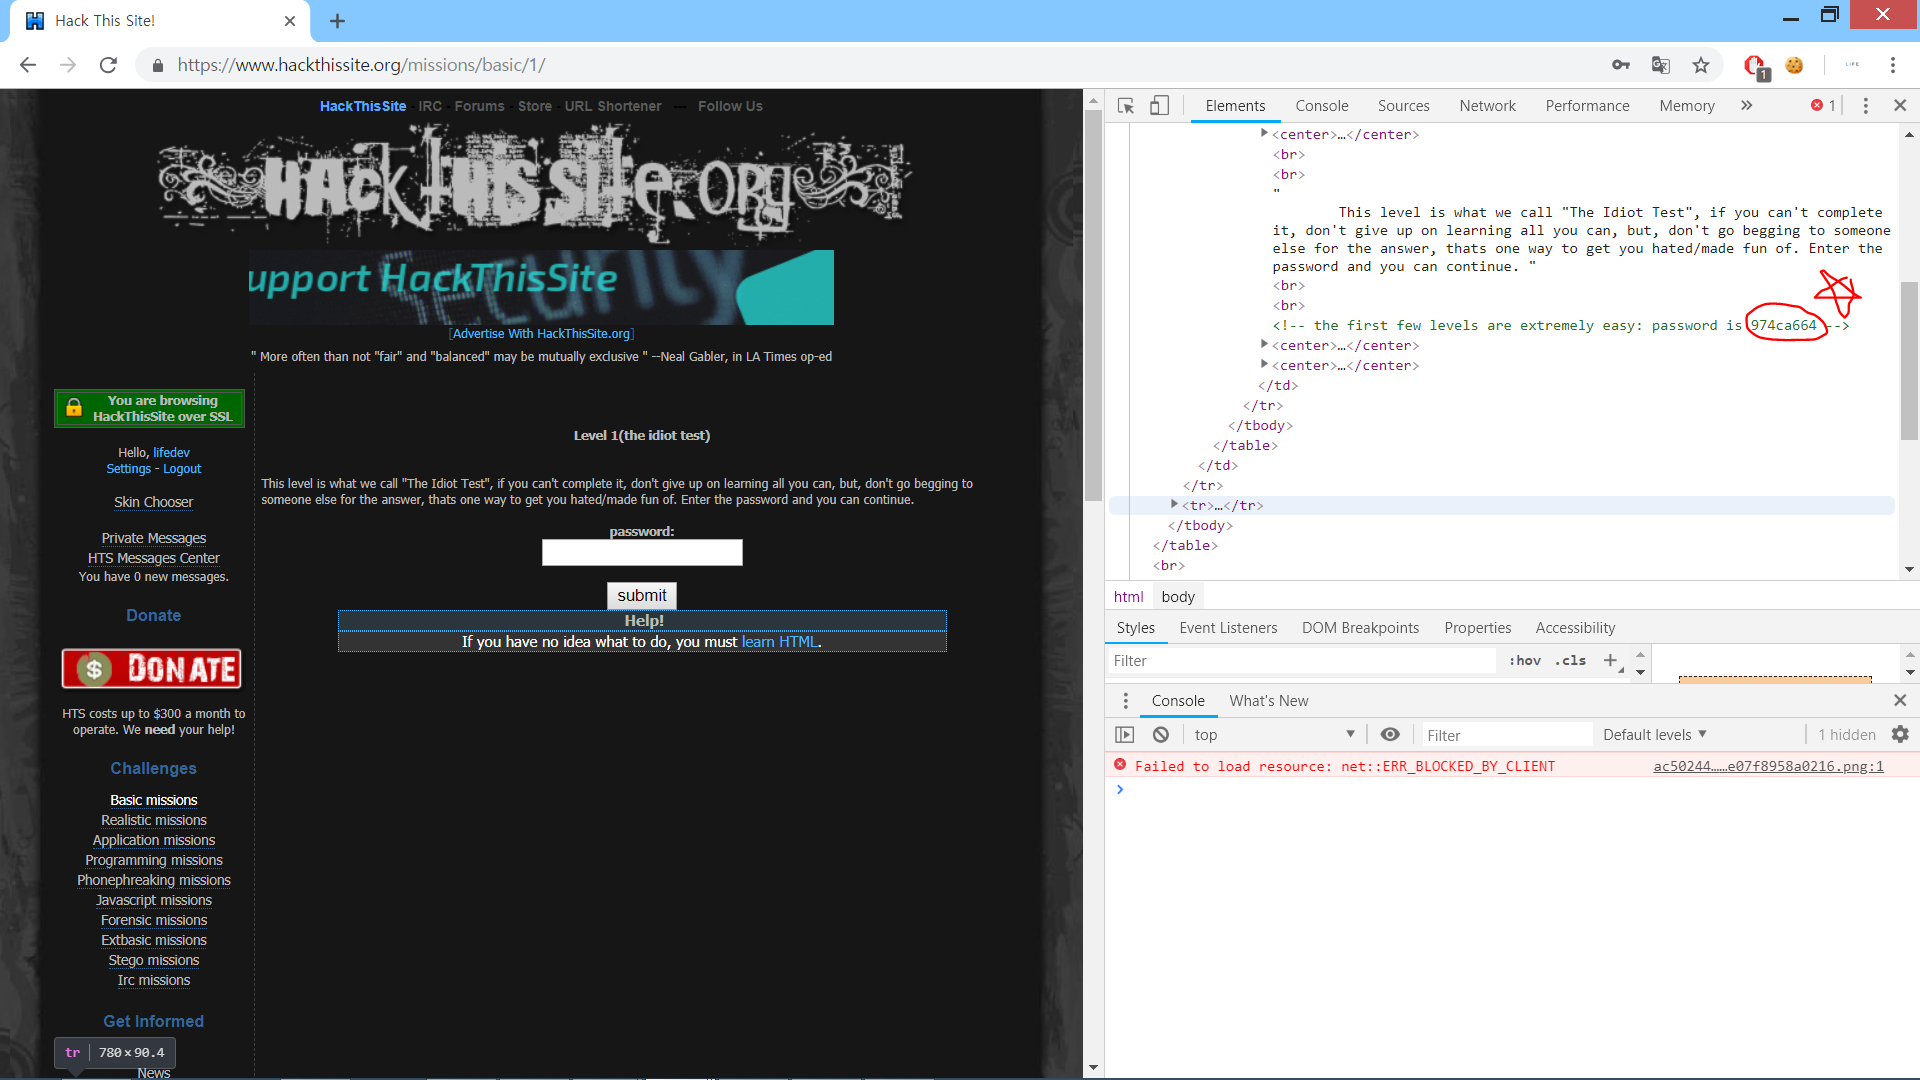 Hack This Site!
https://www.hackthissite.org/missions/basic/1/
1
LIFE
HackThisSite - IRC - Forums - Store - URL Shortener --- Follow Us
HAck THIS SIte.ORG
upport HackThisSite
Security
[Advertise With HackThisSite.org]
" More often than not "fair" and "balanced" may be mutually exclusive " --Neal Gabler, in LA Times op-ed
You are browsing
HackThisSite over SSL
Hello, lifedev
Settings - Logout
Skin Chooser
Private Messages
HTS Messages Center
You have 0 new messages.
Donate
$ DONATE
HTS costs up to $300 a month to
operate. We need your help!
Challenges
Basic missions
Realistic missions
Application missions
Programming missions
Phonephreaking missions
Javascript missions
Forensic missions
Extbasic missions
Stego missions
Irc missions
Get Informed
tr | 780×90.4
News
Level 1(the idiot test)
This level is what we call "The Idiot Test", if you can't complete it, don't give up on learning all you can, but, don't go begging to
someone else for the answer, thats one way to get you hated/made fun of. Enter the password and you can continue.
password:
submit
Help!
If you have no idea what to do, you must learn HTML.
Elements Console Sources Network Performance Memory » 1
<center>…</center>
<br>
<br>
"
This level is what we call "The Idiot Test", if you can't complete
it, don't give up on learning all you can, but, don't go begging to someone
else for the answer, thats one way to get you hated/made fun of. Enter the
password and you can continue. "
<br>
<br>
<!-- the first few levels are extremely easy: password is 974ca664 -->
<center>…</center>
<center>…</center>
</td>
</tr>
</tbody>
</table>
</td>
</tr>
<tr>…</tr>
</tbody>
</table>
<br>
html body
Styles Event Listeners DOM Breakpoints Properties Accessibility
Filter :hov .cls +
Console What's New
top Filter Default levels 1 hidden
Failed to load resource: net::ERR_BLOCKED_BY_CLIENT ac50244……e07f8958a0216.png:1